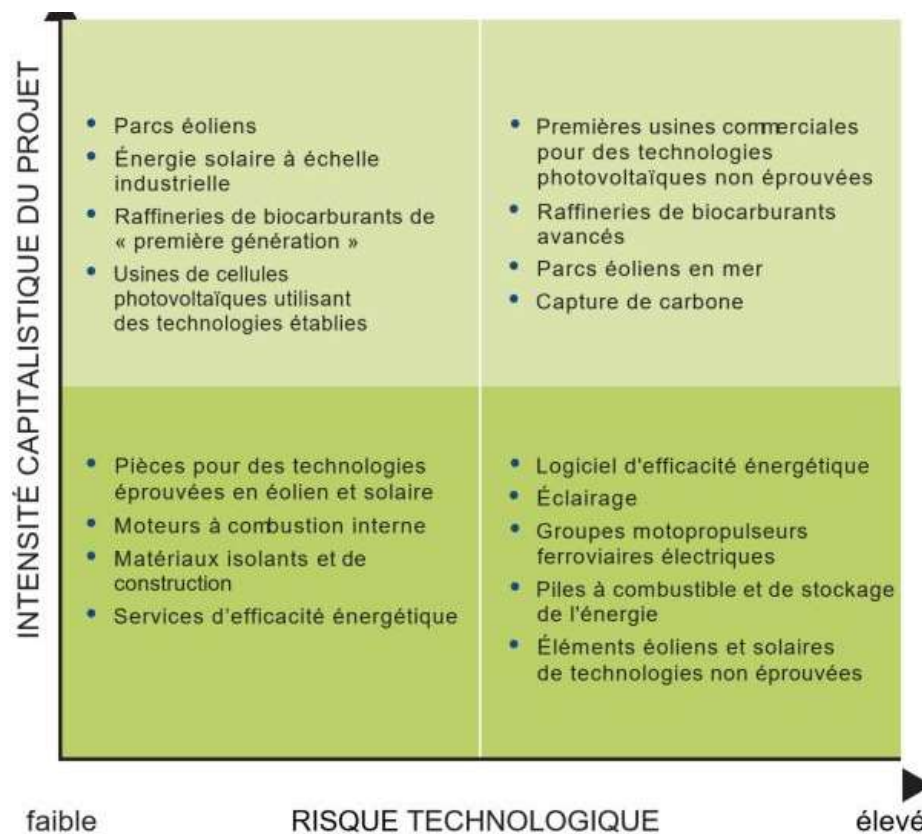 INTENSITÉ CAPITALISTIQUE DU PROJET
Parcs éoliens
Énergie solaire à échelle
industrielle
Raffineries de biocarburants de
« première génération »
Usines de cellules
photovoltaïques utilisant
des technologies établies
Premières usines commerciales
pour des technologies
photovoltaïques non éprouvées
Raffineries de biocarburants
avancés
Parcs éoliens en mer
Capture de carbone
Pièces pour des technologies
éprouvées en éolien et solaire
Moteurs à combustion interne
Matériaux isolants et de
construction
Services d'efficacité énergétique
Logiciel d'efficacité énergétique
Éclairage
Groupes motopropulseurs
ferroviaires électriques
Piles à combustible et de stockage
de l'énergie
Éléments éoliens et solaires
de technologies non éprouvées
faible RISQUE TECHNOLOGIQUE élevé